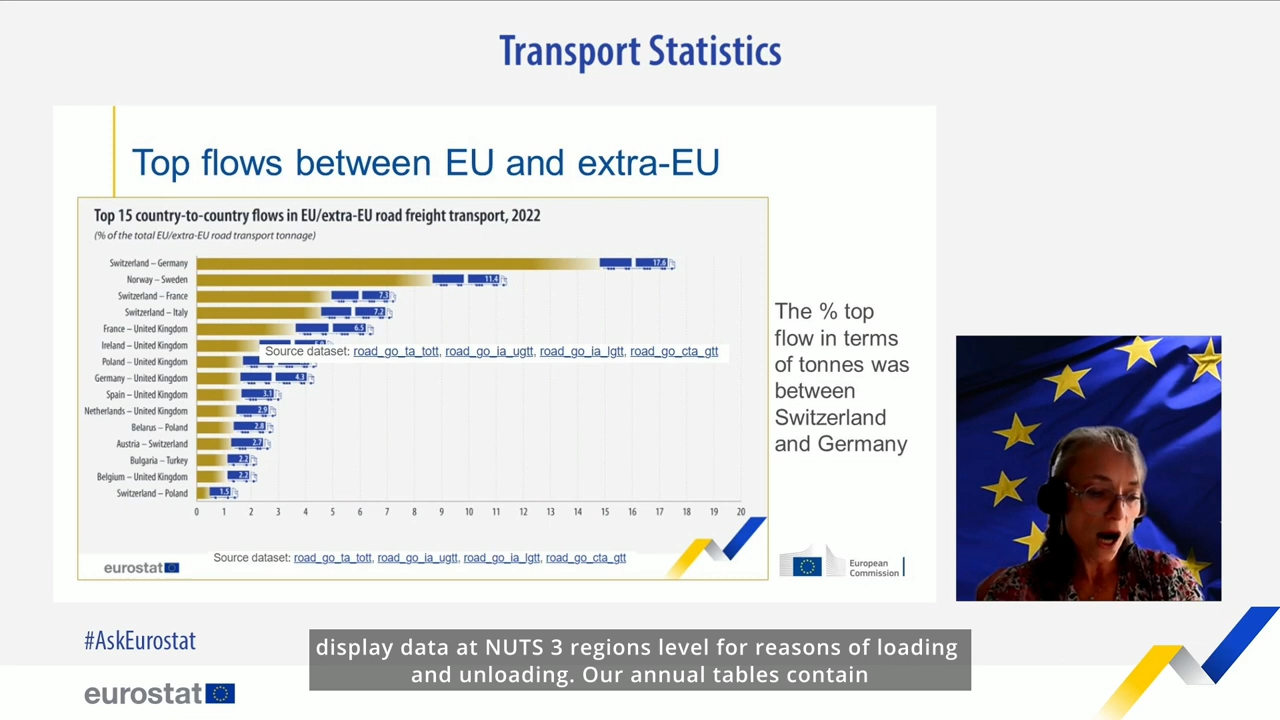 Transport Statistics
Top flows between EU and extra-EU
Top 15 country-to-country flows in EU/extra-EU road freight transport, 2022
(% of the total EU/extra-EU road transport tonnage)
Switzerland – Germany 17.6
Norway – Sweden 11.4
Switzerland – France 7.3
Switzerland – Italy 7.2
France – United Kingdom 6.5
Ireland – United Kingdom
Source dataset: road_go_ta_tott, road_go_ia_ugtt, road_go_ia_lgtt, road_go_cta_gtt
Poland – United Kingdom
Germany – United Kingdom 4.3
Spain – United Kingdom 3.1
Netherlands – United Kingdom 2.9
Belarus – Poland 2.8
Austria – Switzerland 2.7
Bulgaria – Turkey 2.2
Belgium – United Kingdom 2.2
Switzerland – Poland 1.5
0 1 2 3 4 5 6 7 8 9 10 11 12 13 14 15 16 17 18 19 20
Source dataset: road_go_ta_tott, road_go_ia_ugtt, road_go_ia_lgtt, road_go_cta_gtt
eurostat
The % top
flow in terms
of tonnes was
between
Switzerland
and Germany
European
Commission
#AskEurostat
display data at NUTS 3 regions level for reasons of loading
and unloading. Our annual tables contain
eurostat